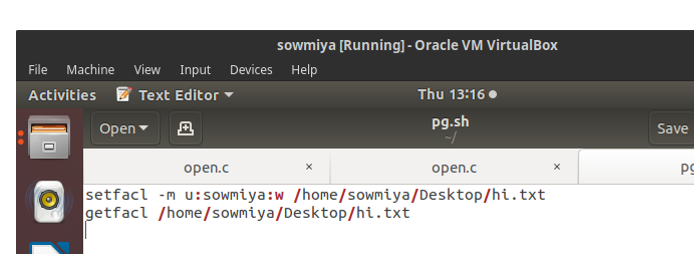 sowmiya [Running] - Oracle VM VirtualBox
File Machine View Input Devices Help
Activities Text Editor Thu 13:16
Open pg.sh Save
~/
open.c × open.c × pg
setfacl -m u:sowmiya:w /home/sowmiya/Desktop/hi.txt
getfacl /home/sowmiya/Desktop/hi.txt